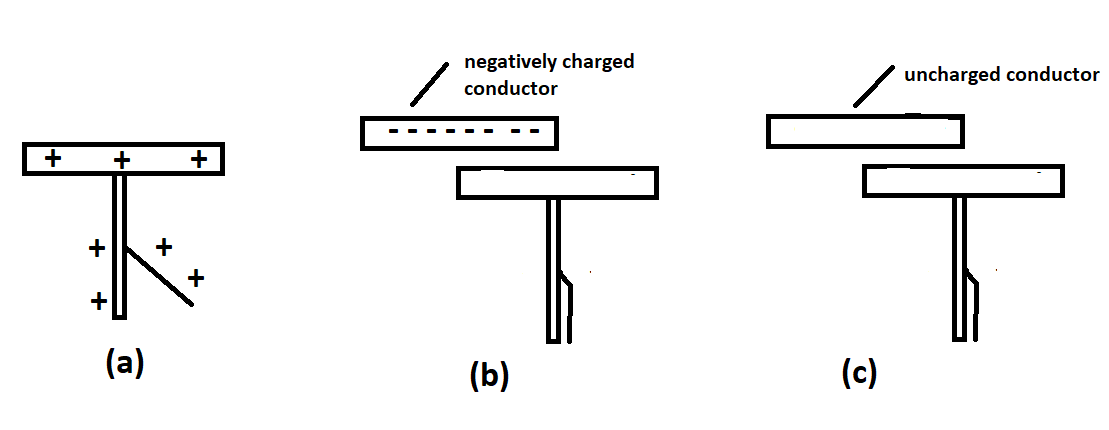 negatively charged
conductor
uncharged conductor
- - - - - - - -
+ + +
+ +
+
+
(a)
(b)
(c)